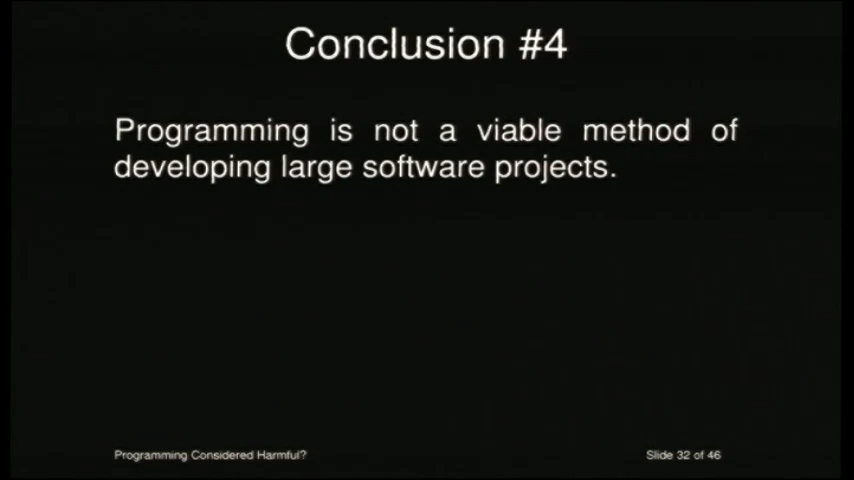 Conclusion #4
Programming is not a viable method of
developing large software projects.
Programming Considered Harmful?
Slide 32 of 46